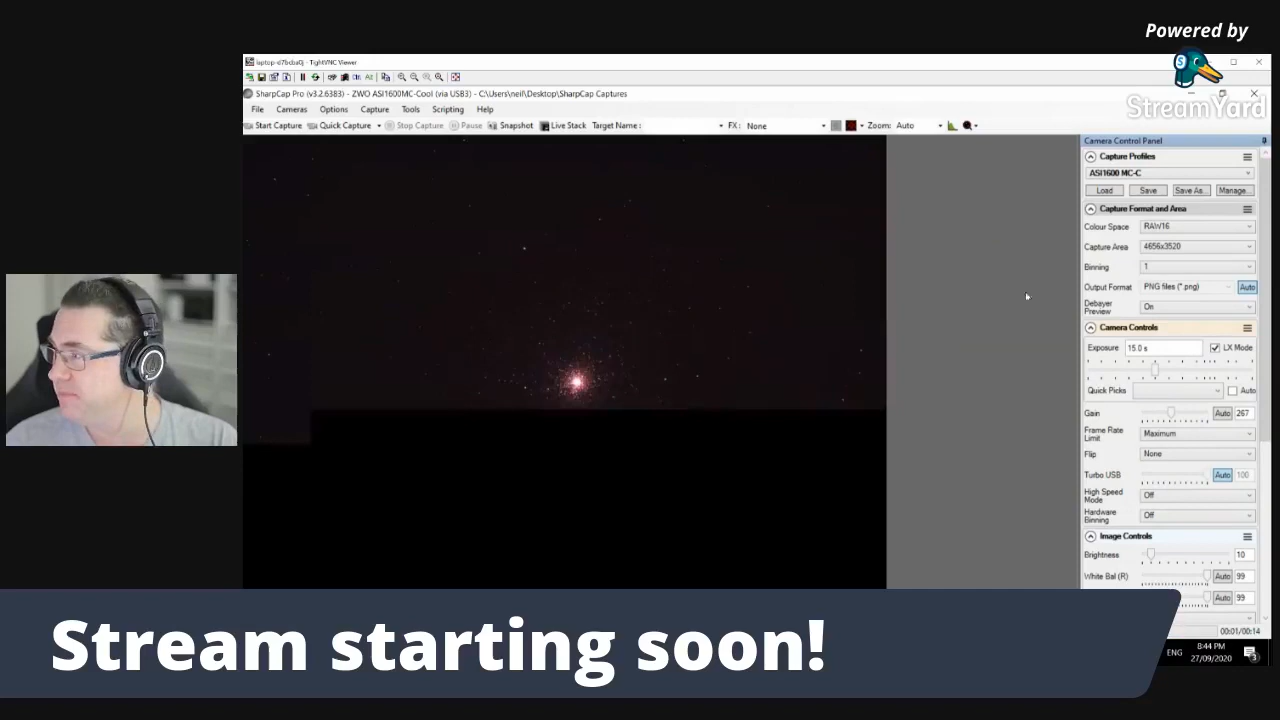 Powered by
StreamYard
laptop-d7bcba0j - TightVNC Viewer
SharpCap Pro (v3.2.6383) - ZWO ASI1600MC-Cool (via USB3) - C:\Users\neil\Desktop\SharpCap Captures
File Cameras Options Capture Tools Scripting Help
Start Capture Quick Capture Stop Capture Pause Snapshot Live Stack Target Name : FX : None Zoom: Auto
Camera Control Panel
Capture Profiles
ASI1600 MC-C
Load Save Save As... Manage...
Capture Format and Area
Colour Space RAW16
Capture Area 4656x3520
Binning 1
Output Format PNG files (*.png) Auto
Debayer Preview On
Camera Controls
Exposure 15.0 s LX Mode
Quick Picks Auto
Gain Auto 267
Frame Rate Limit Maximum
Flip None
Turbo USB Auto 100
High Speed Mode Off
Hardware Binning Off
Image Controls
Brightness 10
White Bal (R) Auto 99
Auto 99
00:01/00:14
Stream starting soon!
ENG 8:44 PM
27/09/2020
3